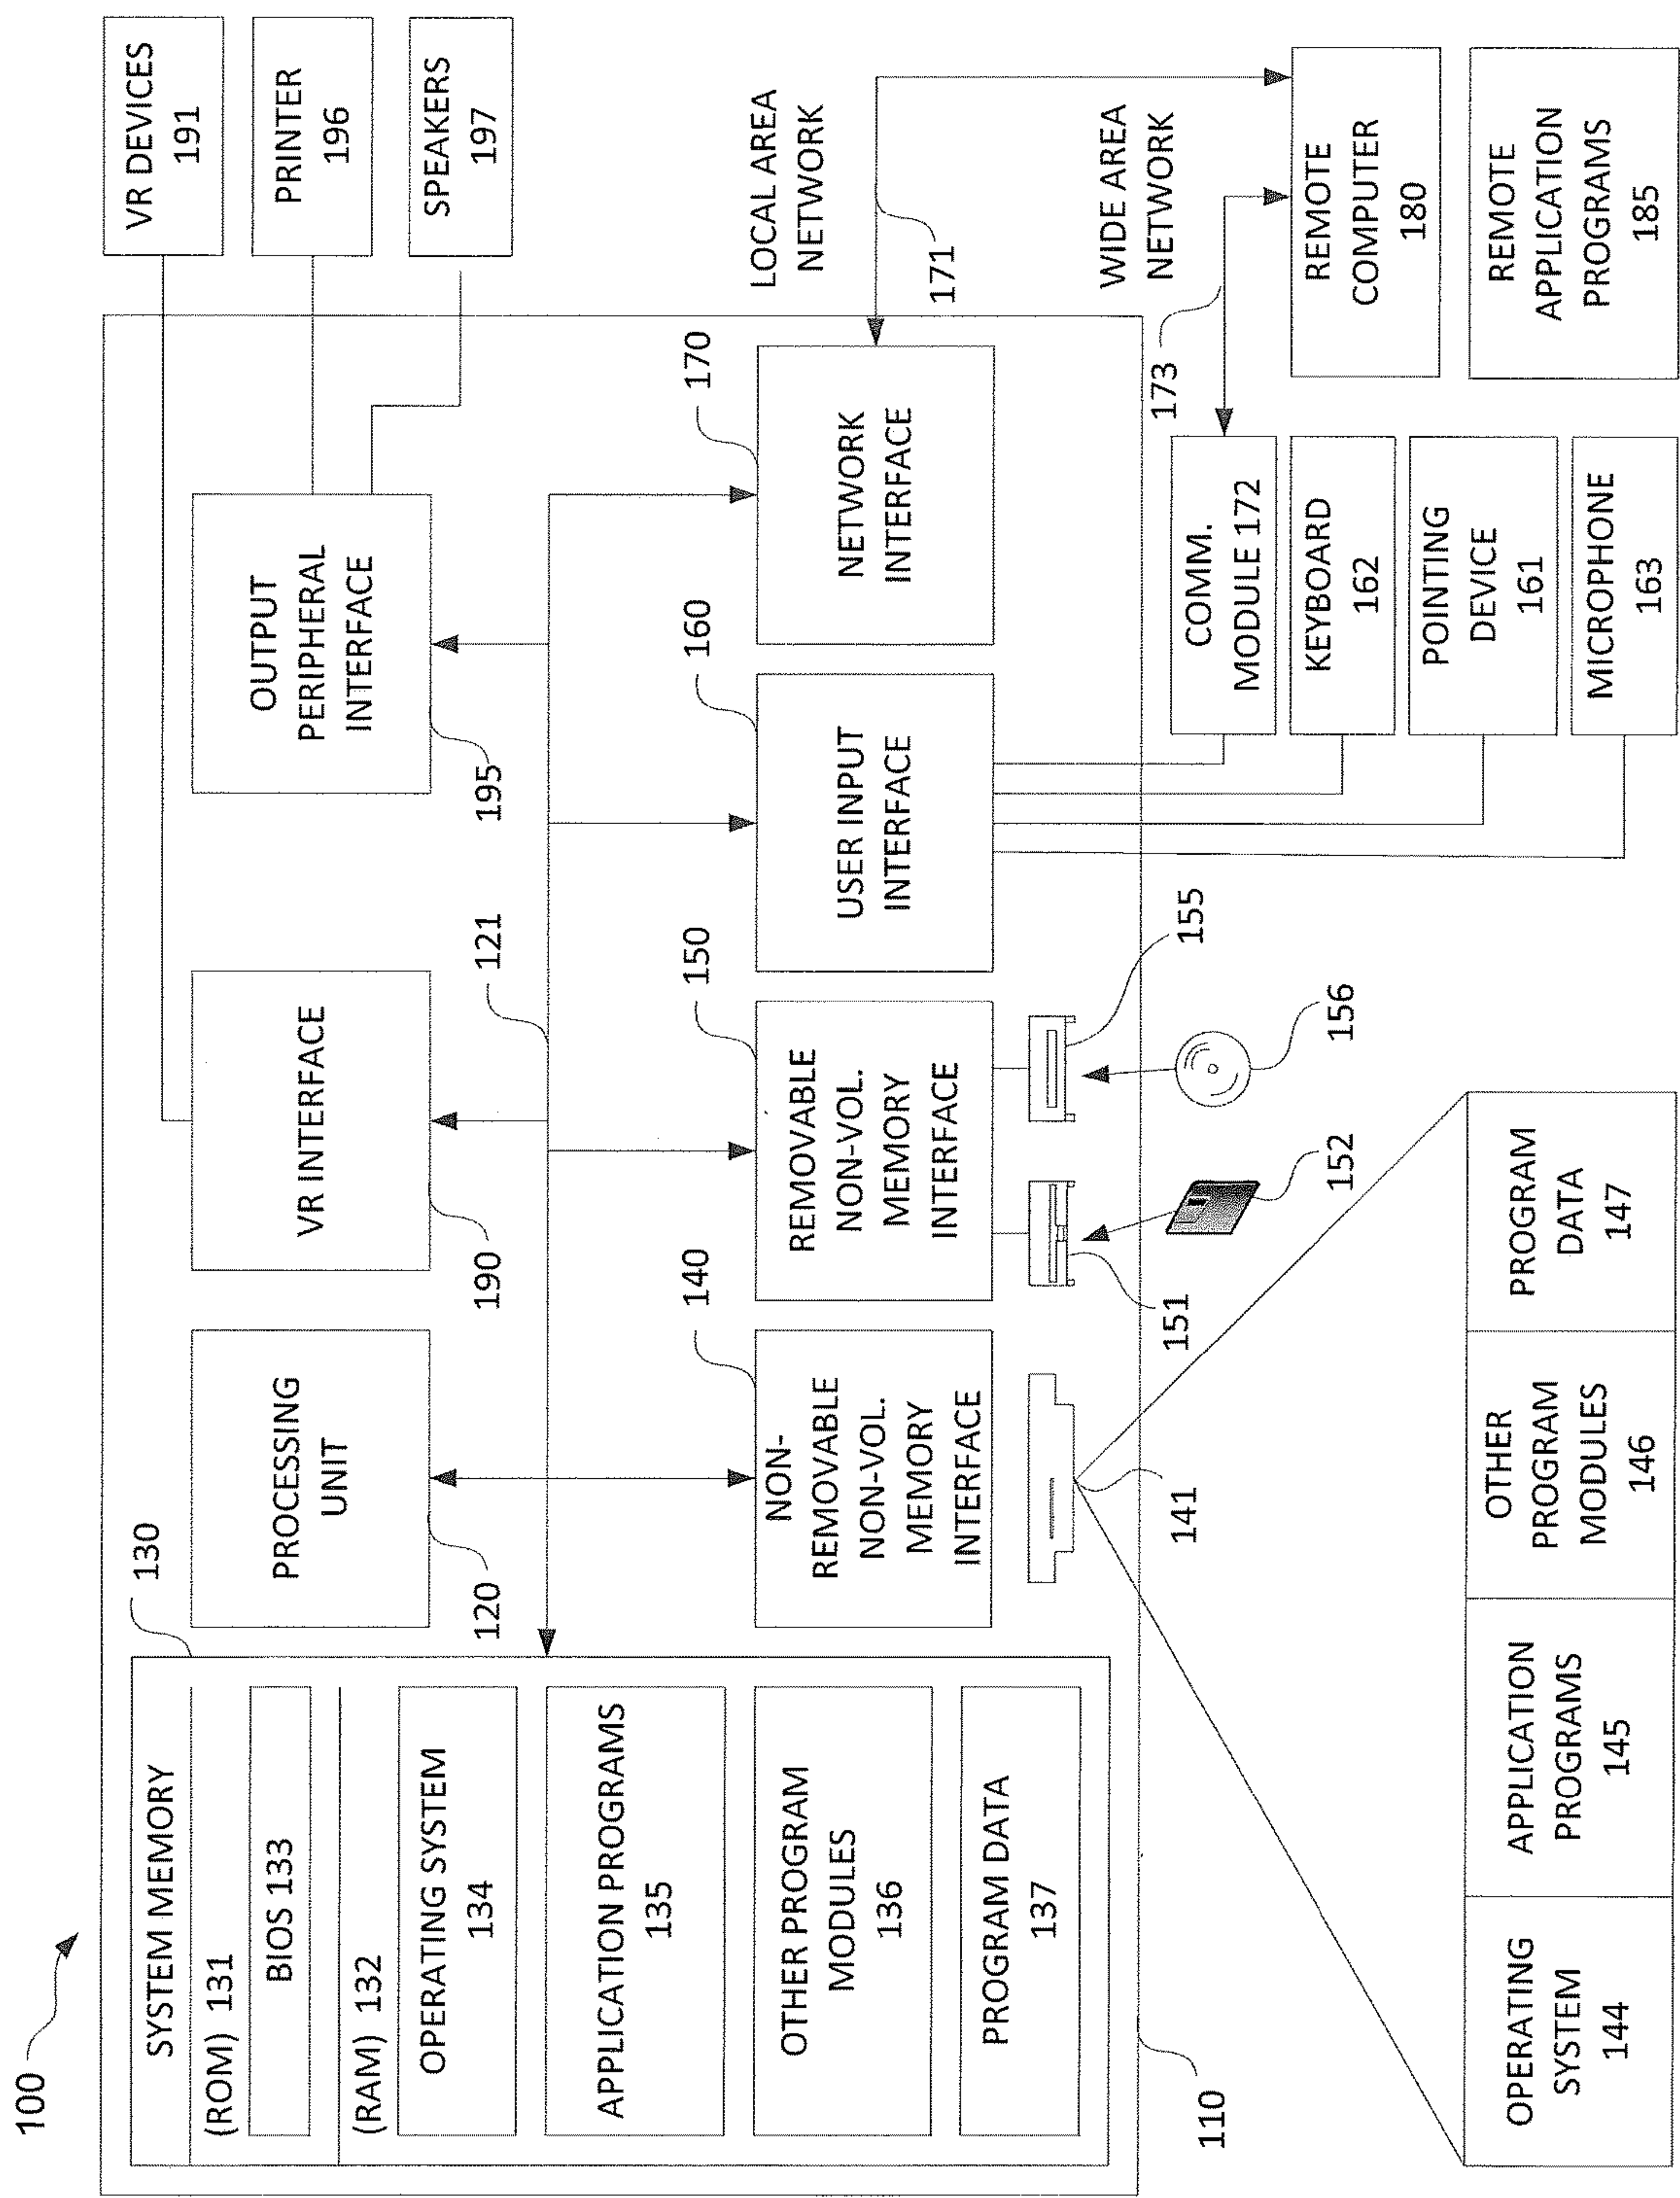 100
SYSTEM MEMORY
130
(ROM) 131
BIOS 133
(RAM) 132
OPERATING SYSTEM
134
APPLICATION PROGRAMS
135
OTHER PROGRAM
MODULES
136
PROGRAM DATA
137
110
PROCESSING
UNIT
120
VR INTERFACE
190
OUTPUT
PERIPHERAL
INTERFACE
195
121
VR DEVICES
191
PRINTER
196
SPEAKERS
197
140
NON-
REMOVABLE
NON-VOL.
MEMORY
INTERFACE
150
REMOVABLE
NON-VOL.
MEMORY
INTERFACE
160
USER INPUT
INTERFACE
170
NETWORK
INTERFACE
LOCAL AREA
NETWORK
171
WIDE AREA
NETWORK
173
141
151
152
155
156
COMM.
MODULE 172
KEYBOARD
162
POINTING
DEVICE
161
MICROPHONE
163
REMOTE
COMPUTER
180
REMOTE
APPLICATION
PROGRAMS
185
OPERATING
SYSTEM
144
APPLICATION
PROGRAMS
145
OTHER
PROGRAM
MODULES
146
PROGRAM
DATA
147